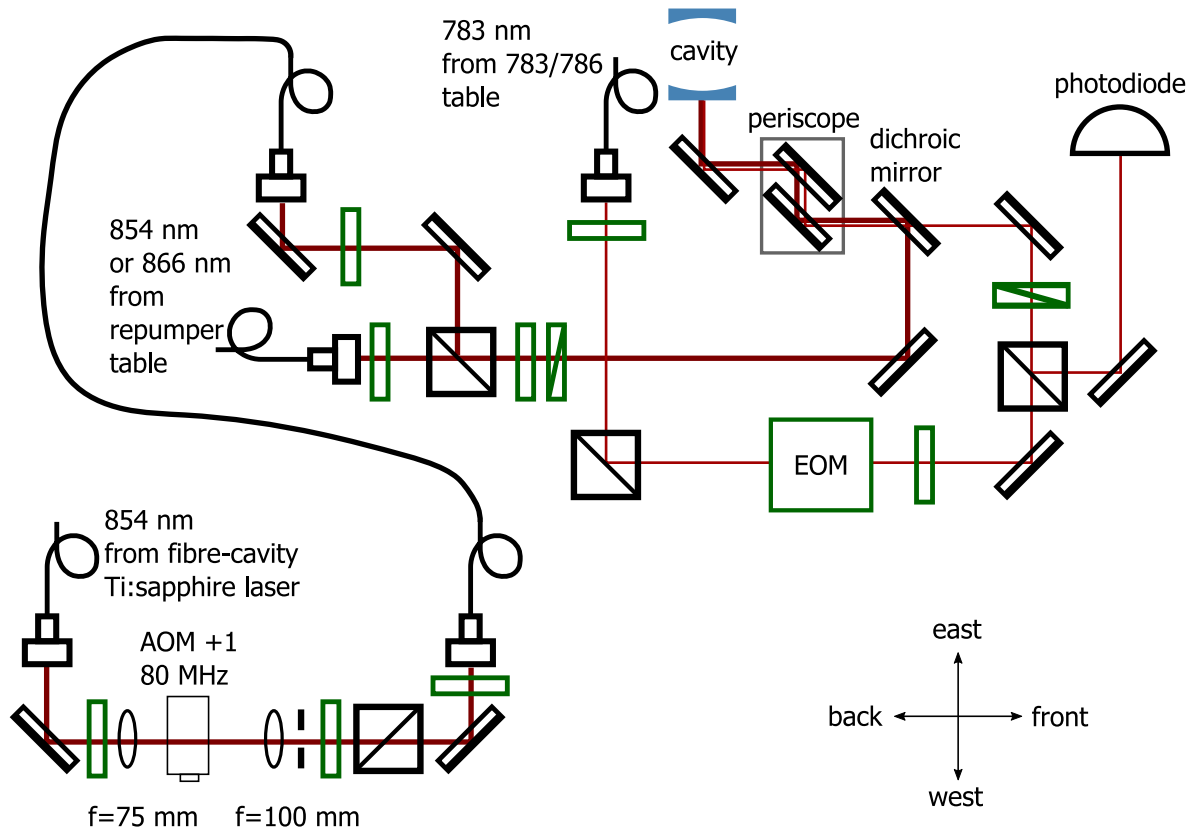 783 nm
from 783/786
table
cavity
photodiode
periscope
dichroic
mirror
854 nm
or 866 nm
from
repumper
table
EOM
854 nm
from fibre-cavity
Ti:sapphire laser
AOM +1
80 MHz
f=75 mm
f=100 mm
east
back
front
west